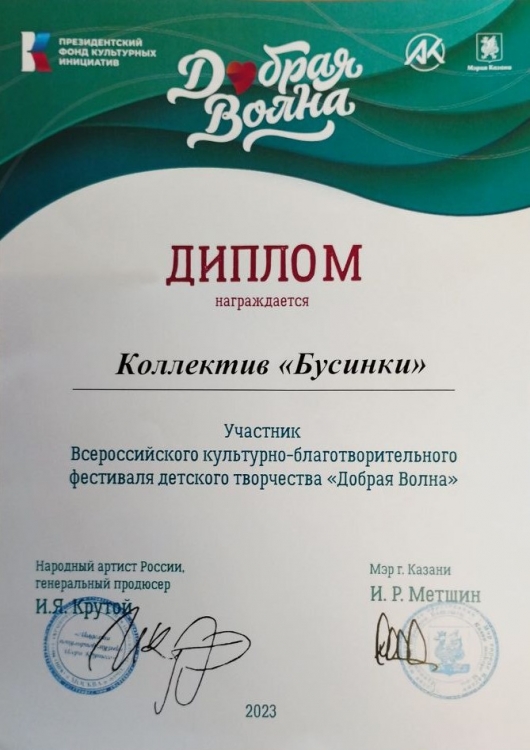 ПРЕЗИДЕНТСКИЙ
ФОНД КУЛЬТУРНЫХ
ИНИЦИАТИВ
Добрая
Волна
АК
Мэрия Казани
ДИПЛОМ
награждается
Коллектив «Бусинки»
Участник
Всероссийского культурно-благотворительного
фестиваля детского творчества «Добрая Волна»
Народный артист России,
генеральный продюсер
И.Я. Крутой
Мэр г. Казани
И. Р. Метшин
2023